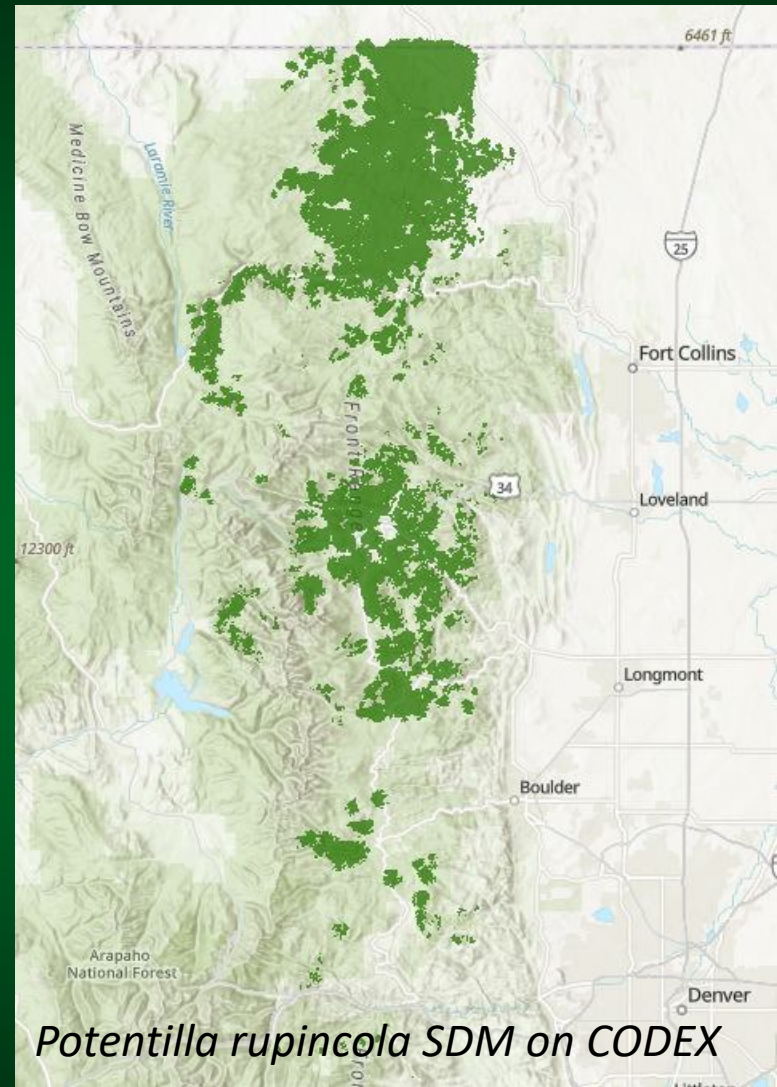 6461 ft
Medicine Bow Mountains
Laramie River
25
Fort Collins
Front Range
34
Loveland
12300 ft
Longmont
Boulder
Arapaho
National Forest
Denver
Potentilla rupincola SDM on CODEX